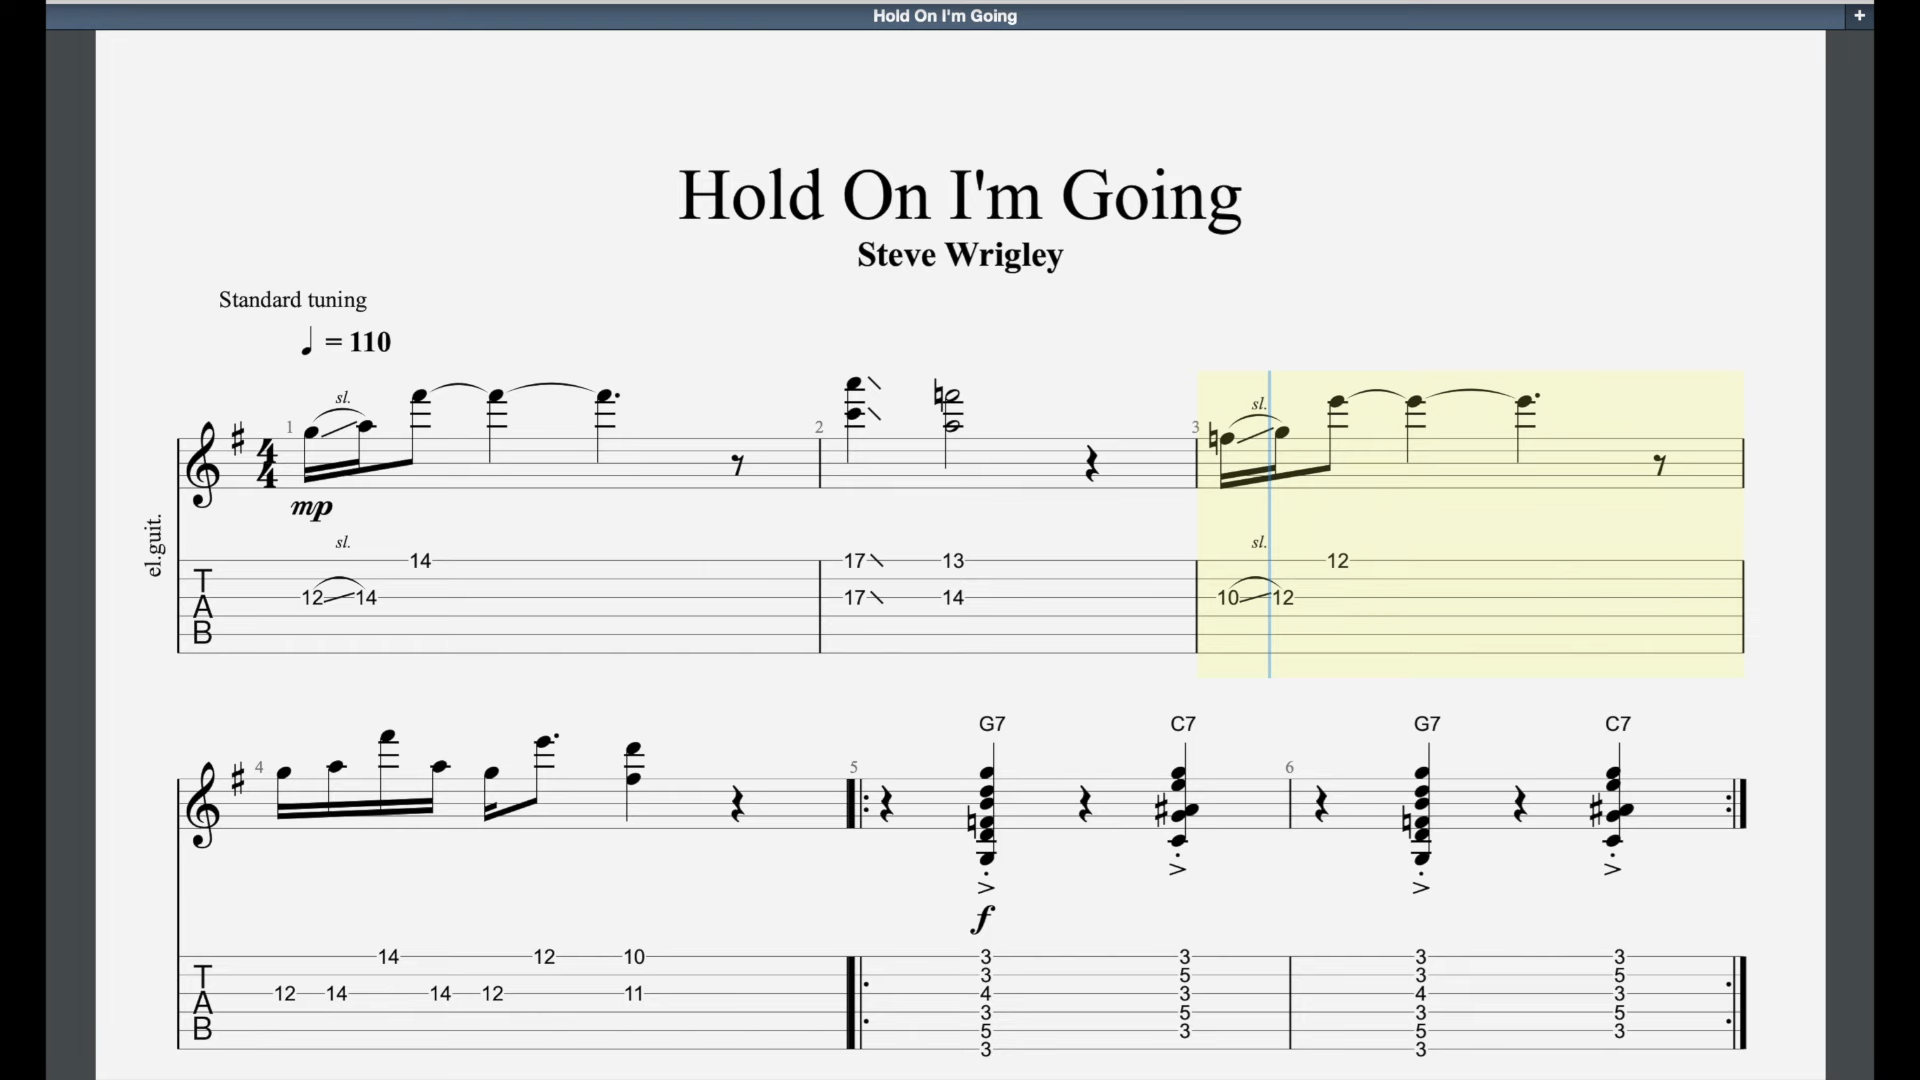 Hold On I'm Going +
Hold On I'm Going
Steve Wrigley
Standard tuning
= 110
sl. sl.
1 2 3
4
4
mp
el.guit.
sl. sl.
14 17 13 12
T
12 14 17 14 10 12
A
B
G7 C7 G7 C7
4 5 6
f
14 12 10 3 3 3 3
T 3 5 3 5
12 14 14 12 11 4 3 4 3
A 3 5 3 5
B 5 3 5 3
3 3